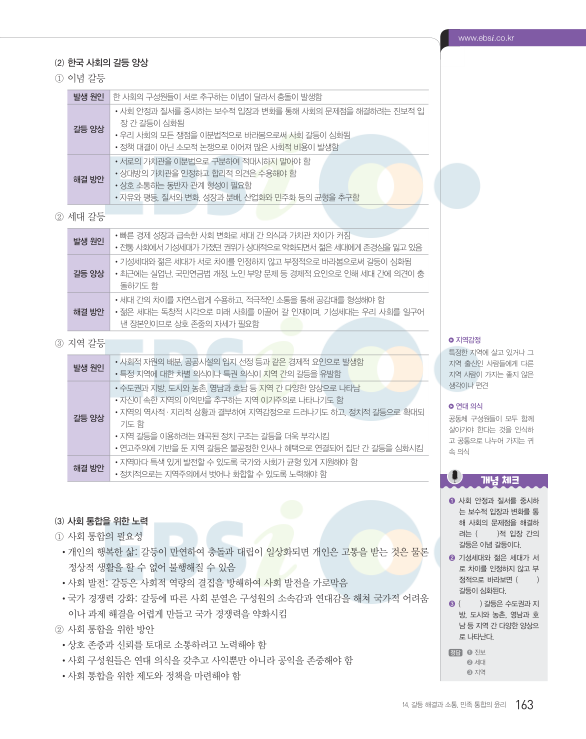 www.ebsi.co.kr
(2) 한국 사회의 갈등 양상
① 이념 갈등
발생 원인 한 사회의 구성원들이 서로 추구하는 이념이 달라서 충돌이 발생함
갈등 양상
• 사회 안정과 질서를 중시하는 보수적 입장과 변화를 통해 사회의 문제점을 해결하려는 진보적 입
장 간 갈등이 심화됨
• 우리 사회의 모든 쟁점을 이분법적으로 바라봄으로써 사회 갈등이 심화됨
• 정책 대결이 아닌 소모적 논쟁으로 이어져 많은 사회적 비용이 발생함
해결 방안
• 서로의 가치관을 이분법으로 구분하여 적대시하지 말아야 함
• 상대방의 가치관을 인정하고 합리적 의견은 수용해야 함
• 상호 소통하는 동반자 관계 형성이 필요함
• 자유와 평등, 질서와 변화, 성장과 분배, 산업화와 민주화 등의 균형을 추구함
② 세대 갈등
발생 원인
• 빠른 경제 성장과 급속한 사회 변화로 세대 간 의식과 가치관 차이가 커짐
• 전통 사회에서 기성세대가 가졌던 권위가 상대적으로 약화되면서 젊은 세대에게 존경심을 잃고 있음
갈등 양상
• 기성세대와 젊은 세대가 서로 차이를 인정하지 않고 부정적으로 바라봄으로써 갈등이 심화됨
• 최근에는 실업난, 국민연금법 개정, 노인 부양 문제 등 경제적 요인으로 인해 세대 간에 의견이 충
돌하기도 함
해결 방안
• 세대 간의 차이를 자연스럽게 수용하고, 적극적인 소통을 통해 공감대를 형성해야 함
• 젊은 세대는 독창적 시각으로 미래 사회를 이끌어 갈 인재이며, 기성세대는 우리 사회를 일구어
낸 장본인이므로 상호 존중의 자세가 필요함
③ 지역 갈등
발생 원인
• 사회적 자원의 배분, 공공시설의 입지 선정 등과 같은 경제적 요인으로 발생함
• 특정 지역에 대한 차별 의식이나 특권 의식이 지역 간의 갈등을 유발함
갈등 양상
• 수도권과 지방, 도시와 농촌, 영남과 호남 등 지역 간 다양한 양상으로 나타남
• 자신이 속한 지역의 이익만을 추구하는 지역 이기주의로 나타나기도 함
• 지역의 역사적·지리적 상황과 결부하여 지역감정으로 드러나기도 하고, 정치적 갈등으로 확대되
기도 함
• 지역 갈등을 이용하려는 왜곡된 정치 구조는 갈등을 더욱 부각시킴
• 연고주의에 기반을 둔 지역 갈등은 불공정한 인사나 혜택으로 연결되어 집단 간 갈등을 심화시킴
해결 방안
• 지역마다 특색 있게 발전할 수 있도록 국가와 사회가 균형 있게 지원해야 함
• 정치적으로는 지역주의에서 벗어나 화합할 수 있도록 노력해야 함
(3) 사회 통합을 위한 노력
① 사회 통합의 필요성
• 개인의 행복한 삶: 갈등이 만연하여 충돌과 대립이 일상화되면 개인은 고통을 받는 것은 물론
정상적 생활을 할 수 없어 불행해질 수 있음
• 사회 발전: 갈등은 사회적 역량의 결집을 방해하여 사회 발전을 가로막음
• 국가 경쟁력 강화: 갈등에 따른 사회 분열은 구성원의 소속감과 연대감을 해쳐 국가적 어려움
이나 과제 해결을 어렵게 만들고 국가 경쟁력을 약화시킴
② 사회 통합을 위한 방안
• 상호 존중과 신뢰를 토대로 소통하려고 노력해야 함
• 사회 구성원들은 연대 의식을 갖추고 사익뿐만 아니라 공익을 존중해야 함
• 사회 통합을 위한 제도와 정책을 마련해야 함
지역감정
특정한 지역에 살고 있거나 그
지역 출신인 사람들에게 다른
지역 사람이 가지는 좋지 않은
생각이나 편견
연대 의식
공동체 구성원들이 모두 함께
살아가야 한다는 것을 인식하
고 공통으로 나누어 가지는 귀
속 의식
개념 체크
❶ 사회 안정과 질서를 중시하
는 보수적 입장과 변화를 통
해 사회의 문제점을 해결하
려는 ( )적 입장 간의
갈등은 이념 갈등이다.
❷ 기성세대와 젊은 세대가 서
로 차이를 인정하지 않고 부
정적으로 바라보면 ( )
갈등이 심화된다.
❸ ( ) 갈등은 수도권과 지
방, 도시와 농촌, 영남과 호
남 등 지역 간 다양한 양상으
로 나타난다.
정답 ❶ 진보
❷ 세대
❸ 지역
14. 갈등 해결과 소통, 민족 통합의 윤리 163
EBSi
EBSi
EBSi